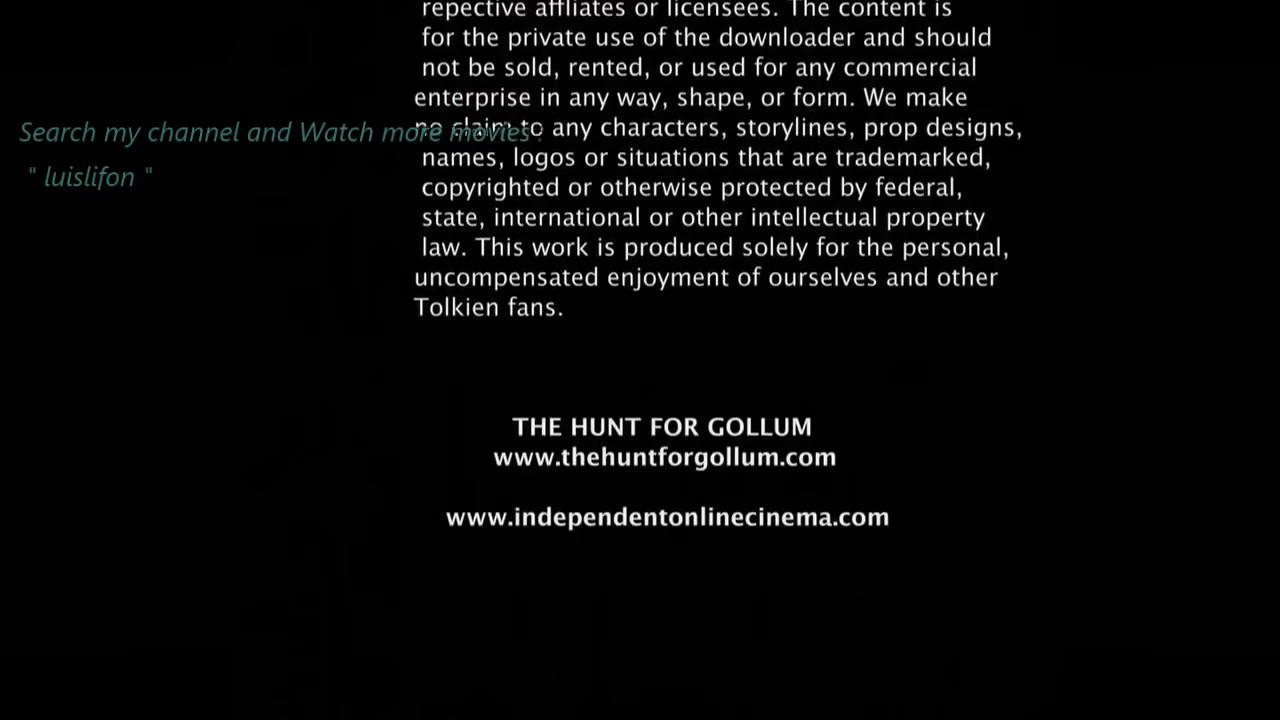 repective affliates or licensees. The content is
for the private use of the downloader and should
not be sold, rented, or used for any commercial
enterprise in any way, shape, or form. We make
no claim to any characters, storylines, prop designs,
names, logos or situations that are trademarked,
copyrighted or otherwise protected by federal,
state, international or other intellectual property
law. This work is produced solely for the personal,
uncompensated enjoyment of ourselves and other
Tolkien fans.
Search my channel and Watch more movies :
" luislifon "
THE HUNT FOR GOLLUM
www.thehuntforgollum.com
www.independentonlinecinema.com